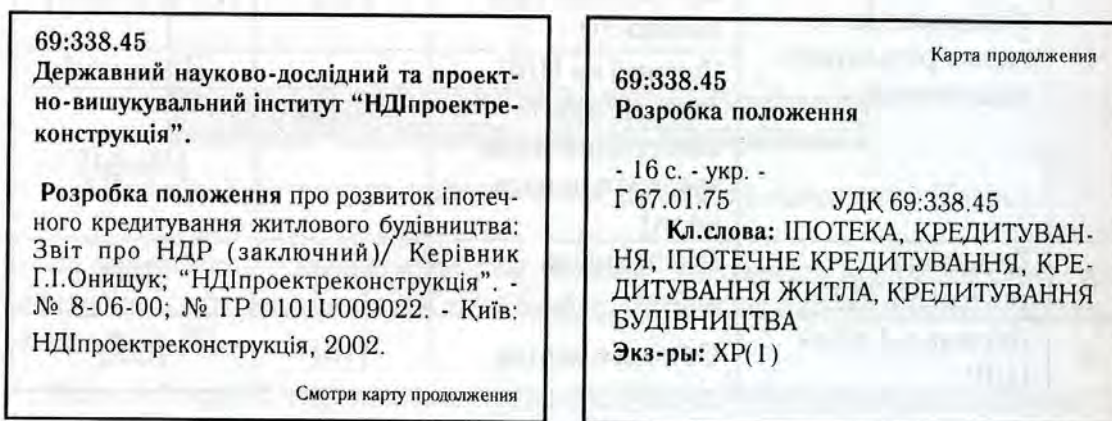 69:338.45
Державний науково-дослідний та проект-
но-вишукувальний інститут “НДІпроектре-
конструкція”.
Розробка положення про розвиток іпотеч-
ного кредитування житлового будівництва:
Звіт про НДР (заключний)/ Керівник
Г.І.Онищук; “НДІпроектреконструкція”. -
№ 8-06-00; № ГР 0101U009022. - Київ:
НДІпроектреконструкція, 2002.
Смотри карту продолжения
Карта продолжения
69:338.45
Розробка положення
- 16 с. - укр. -
Г 67.01.75 УДК 69:338.45
Кл.слова: ІПОТЕКА, КРЕДИТУВАН-
НЯ, ІПОТЕЧНЕ КРЕДИТУВАННЯ, КРЕ-
ДИТУВАННЯ ЖИТЛА, КРЕДИТУВАННЯ
БУДІВНИЦТВА
Экз-ры: ХР(1)